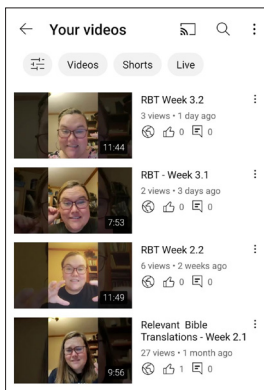 Your videos
Videos Shorts Live
RBT Week 3.2
3 views • 1 day ago
0 0
11:44
RBT - Week 3.1
2 views • 3 days ago
0 0
7:53
RBT Week 2.2
6 views • 2 weeks ago
0 0
11:49
Relevant Bible
Translations - Week 2.1
27 views • 1 month ago
1 0
9:56